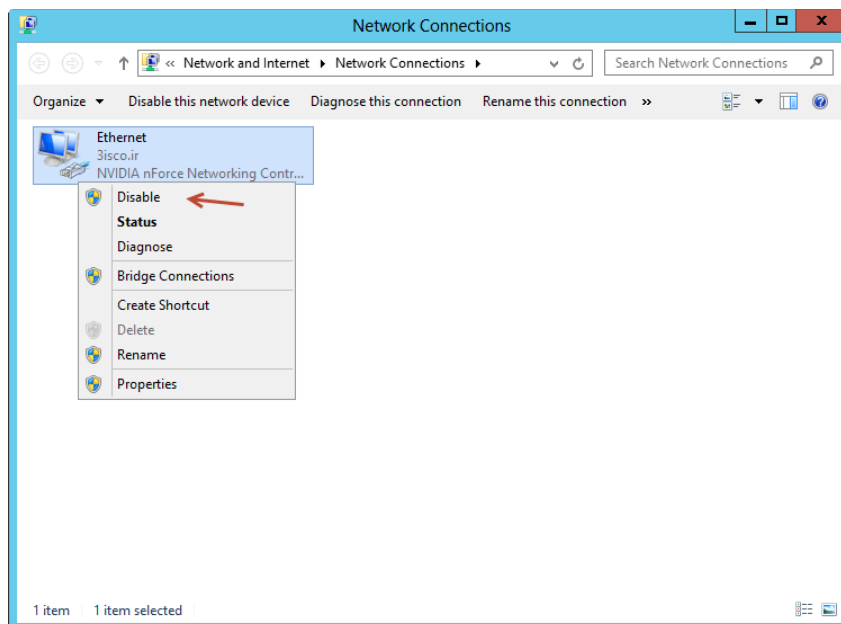 Network Connections
« Network and Internet Network Connections
Search Network Connections
Organize Disable this network device Diagnose this connection Rename this connection »
Ethernet
3isco.ir
NVIDIA nForce Networking Contr...
Disable
Status
Diagnose
Bridge Connections
Create Shortcut
Delete
Rename
Properties
1 item 1 item selected